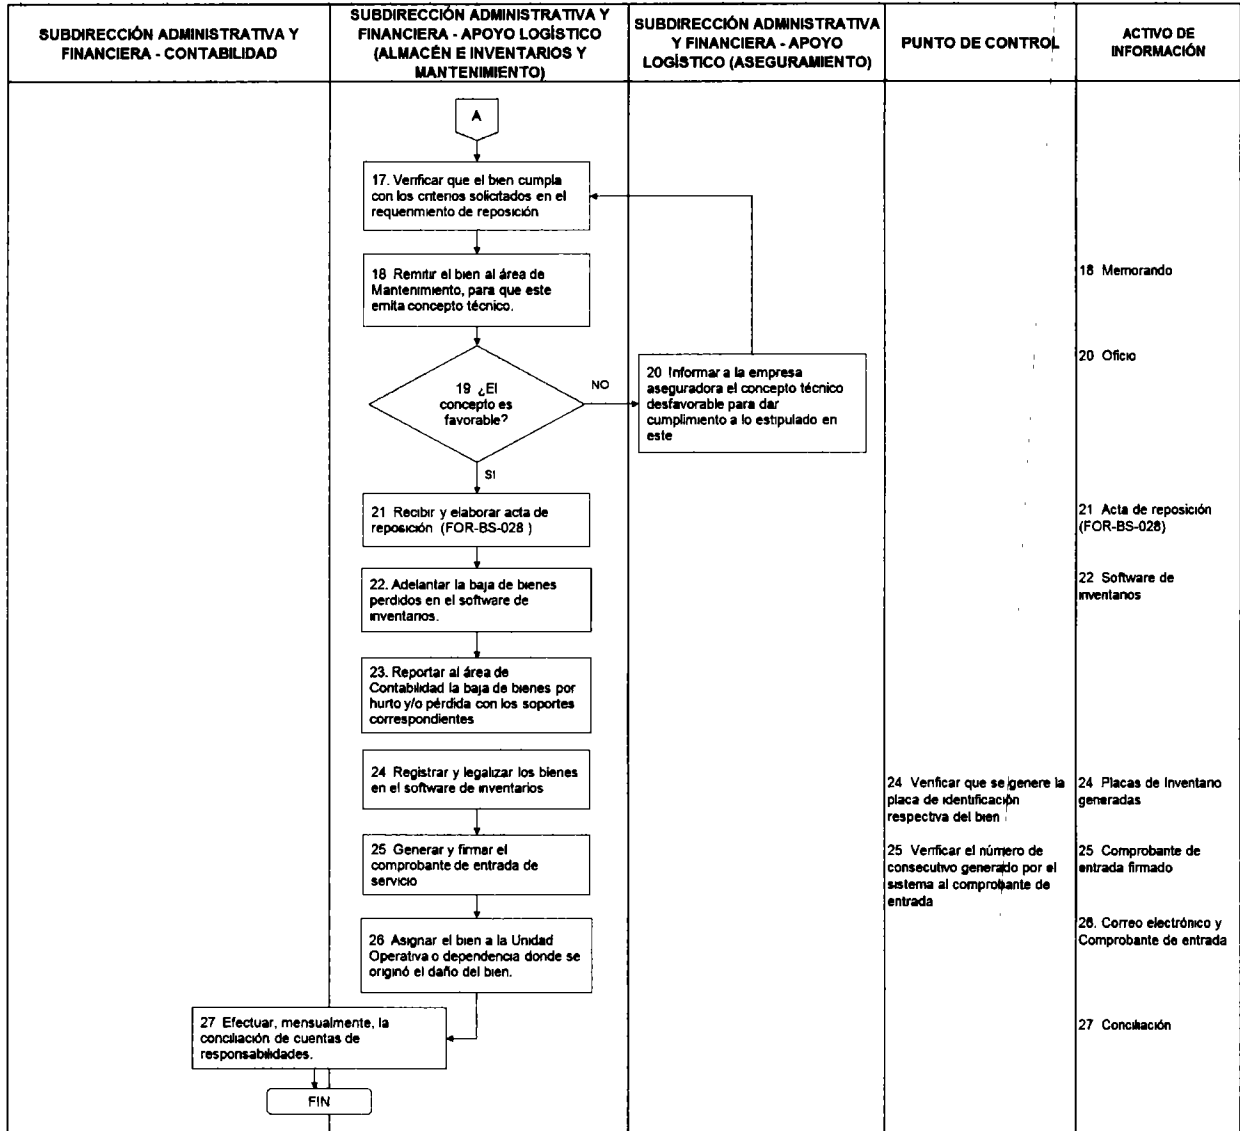 SUBDIRECCIÓN ADMINISTRATIVA Y
FINANCIERA - CONTABILIDAD
SUBDIRECCIÓN ADMINISTRATIVA Y
FINANCIERA - APOYO LOGÍSTICO
(ALMACÉN E INVENTARIOS Y
MANTENIMIENTO)
SUBDIRECCIÓN ADMINISTRATIVA
Y FINANCIERA - APOYO
LOGÍSTICO (ASEGURAMIENTO)
PUNTO DE CONTROL
ACTIVO DE
INFORMACIÓN
A
17. Verificar que el bien cumpla
con los criterios solicitados en el
requerimiento de reposición
18 Remitir el bien al área de
Mantenimiento, para que este
emita concepto técnico.
18 Memorando
19 ¿El
concepto es
favorable?
NO
SI
20 Informar a la empresa
aseguradora el concepto técnico
desfavorable para dar
cumplimiento a lo estipulado en
este
20 Oficio
21 Recibir y elaborar acta de
reposición (FOR-BS-028 )
21 Acta de reposición
(FOR-BS-028)
22. Adelantar la baja de bienes
perdidos en el software de
inventarios.
22 Software de
inventarios
23. Reportar al área de
Contabilidad la baja de bienes por
hurto y/o pérdida con los soportes
correspondientes
24 Registrar y legalizar los bienes
en el software de inventarios
24 Verificar que se genere la
placa de identificación
respectiva del bien
24 Placas de Inventario
generadas
25 Generar y firmar el
comprobante de entrada de
servicio
25 Verificar el número de
consecutivo generado por el
sistema al comprobante de
entrada
25 Comprobante de
entrada firmado
26 Asignar el bien a la Unidad
Operativa o dependencia donde se
originó el daño del bien.
26. Correo electrónico y
Comprobante de entrada
27 Efectuar, mensualmente, la
conciliación de cuentas de
responsabilidades.
27 Conciliación
FIN